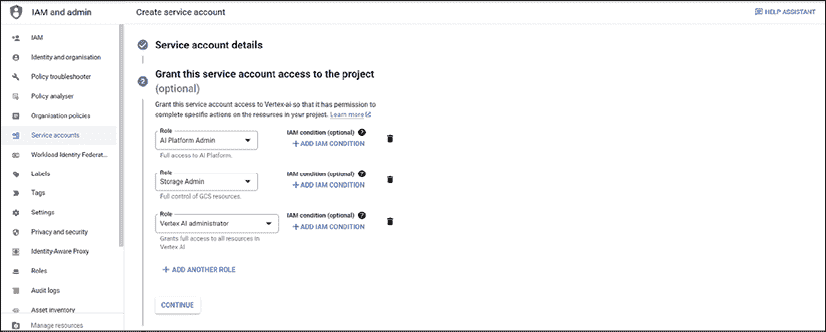 IAM and admin
Create service account
HELP ASSISTANT
IAM
Identity and organisation
Policy troubleshooter
Policy analyser
Organisation policies
Service accounts
Workload Identity Federat...
Labels
Tags
Settings
Privacy and security
Identity-Aware Proxy
Roles
Audit logs
Asset inventory
Manage resources
Service account details
Grant this service account access to the project
(optional)
Grant this service account access to Vertex-ai so that it has permission to
complete specific actions on the resources in your project. Learn more
Role
AI Platform Admin
Full access to AI Platform.
IAM condition (optional)
+ ADD IAM CONDITION
Role
Storage Admin
Full control of GCS resources.
IAM condition (optional)
+ ADD IAM CONDITION
Role
Vertex AI administrator
Grants full access to all resources in
Vertex AI
IAM condition (optional)
+ ADD IAM CONDITION
+ ADD ANOTHER ROLE
CONTINUE